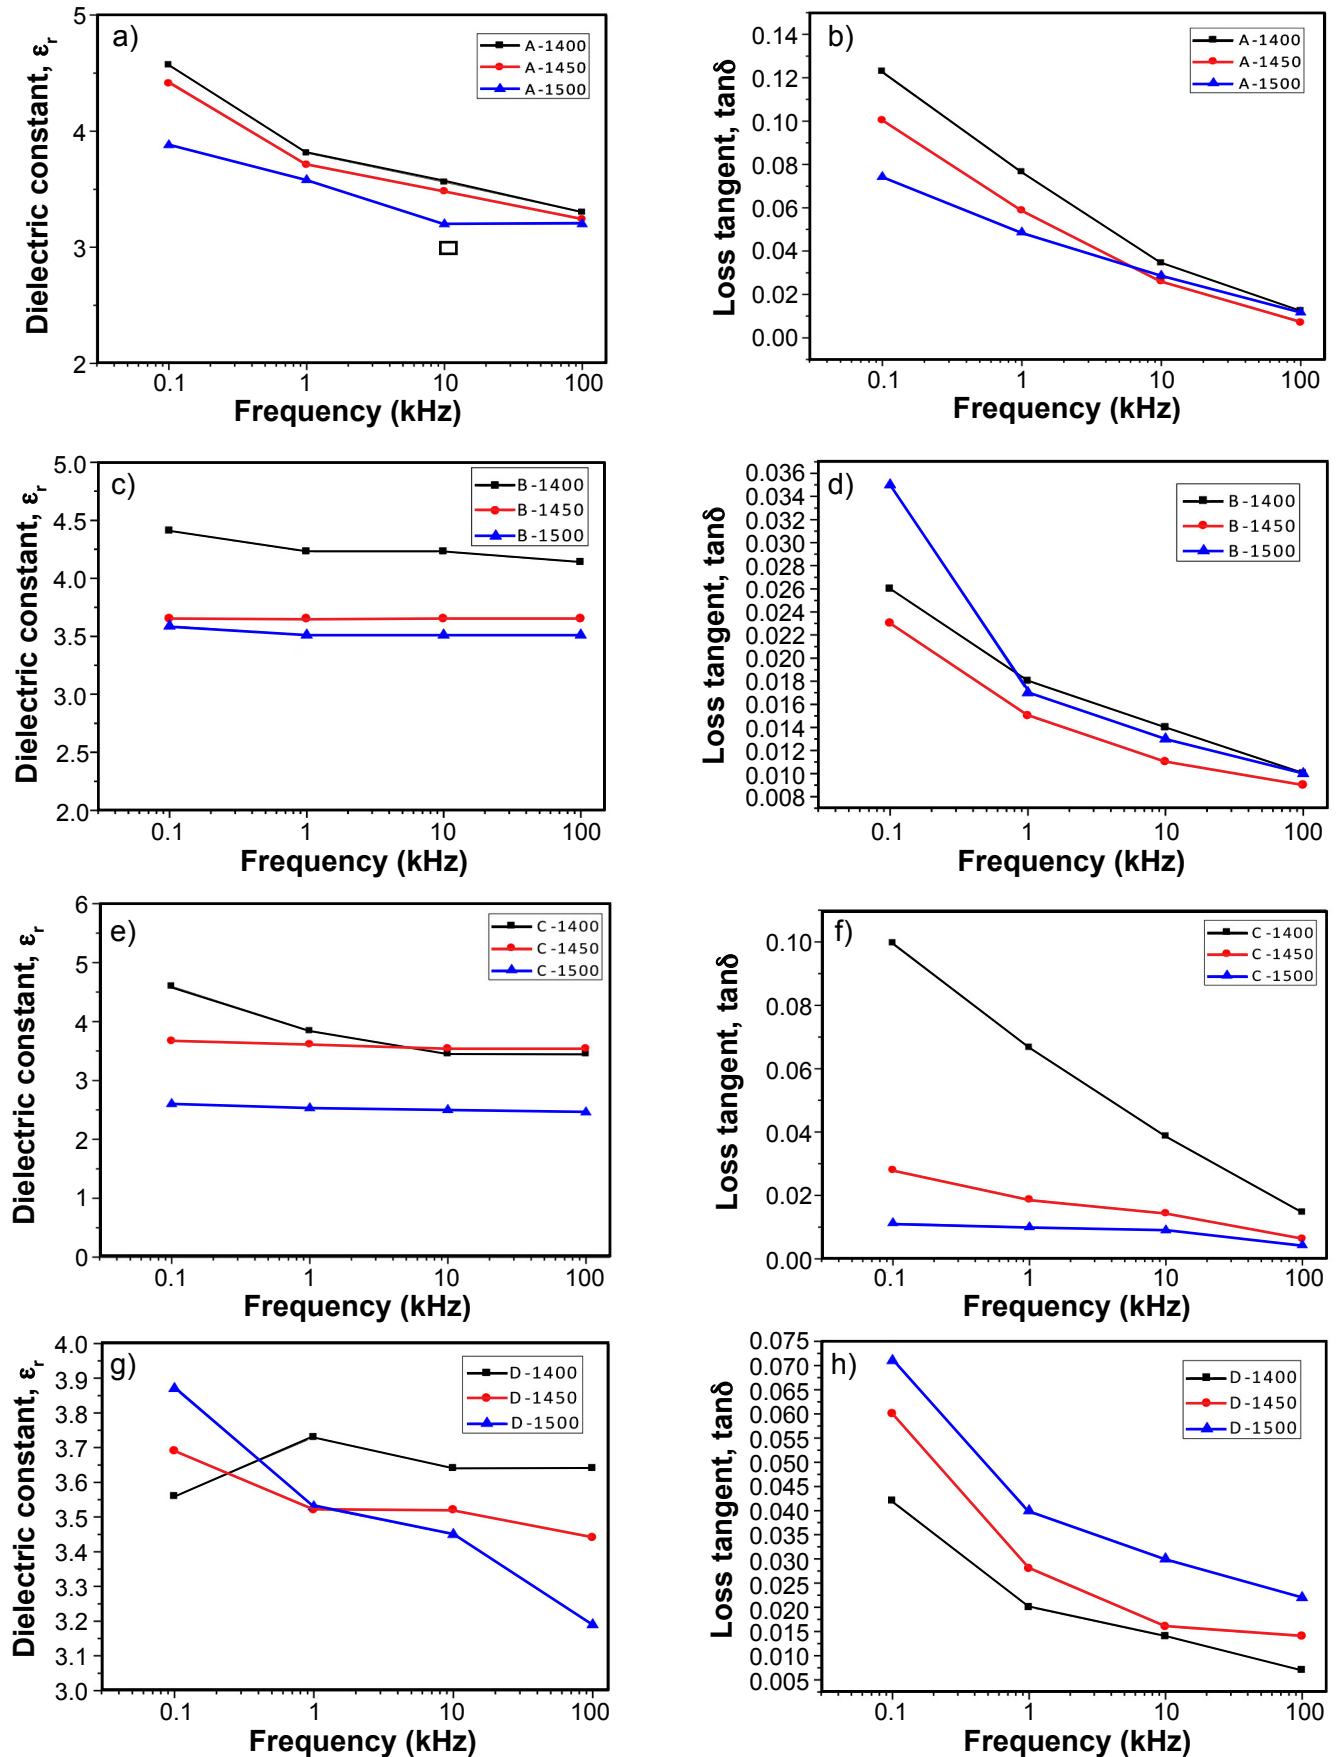 a)
Dielectric constant, εr
5
4
3
2
0.1 1 10 100
Frequency (kHz)
A-1400
A-1450
A-1500
b)
Loss tangent, tanδ
0.14
0.12
0.10
0.08
0.06
0.04
0.02
0.00
0.1 1 10 100
Frequency (kHz)
A-1400
A-1450
A-1500
c)
Dielectric constant, εr
5.0
4.5
4.0
3.5
3.0
2.5
2.0
0.1 1 10 100
Frequency (kHz)
B-1400
B-1450
B-1500
d)
Loss tangent, tanδ
0.036
0.034
0.032
0.030
0.028
0.026
0.024
0.022
0.020
0.018
0.016
0.014
0.012
0.010
0.008
0.1 1 10 100
Frequency (kHz)
B-1400
B-1450
B-1500
e)
Dielectric constant, εr
6
5
4
3
2
1
0
0.1 1 10 100
Frequency (kHz)
C-1400
C-1450
C-1500
f)
Loss tangent, tanδ
0.10
0.08
0.06
0.04
0.02
0.00
0.1 1 10 100
Frequency (kHz)
C-1400
C-1450
C-1500
g)
Dielectric constant, εr
4.0
3.9
3.8
3.7
3.6
3.5
3.4
3.3
3.2
3.1
3.0
0.1 1 10 100
Frequency (kHz)
D-1400
D-1450
D-1500
h)
Loss tangent, tanδ
0.075
0.070
0.065
0.060
0.055
0.050
0.045
0.040
0.035
0.030
0.025
0.020
0.015
0.010
0.005
0.1 1 10 100
Frequency (kHz)
D-1400
D-1450
D-1500